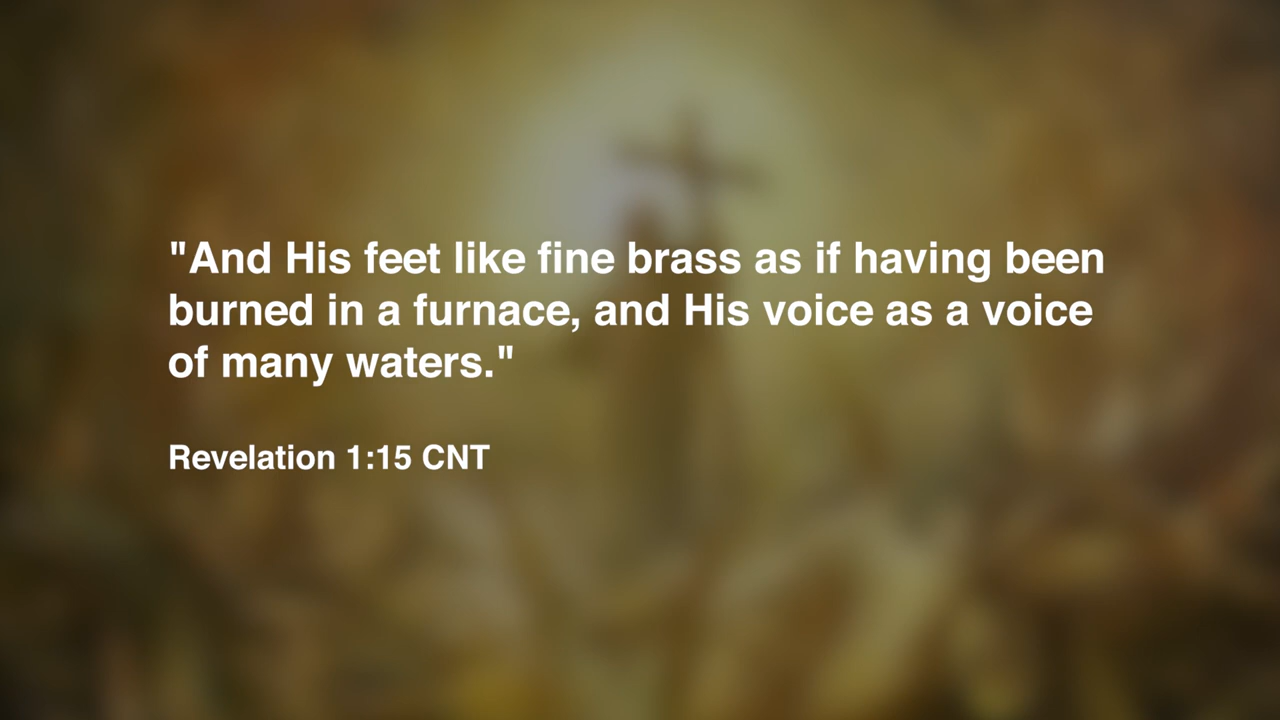 "And His feet like fine brass as if having been
burned in a furnace, and His voice as a voice
of many waters."
Revelation 1:15 CNT